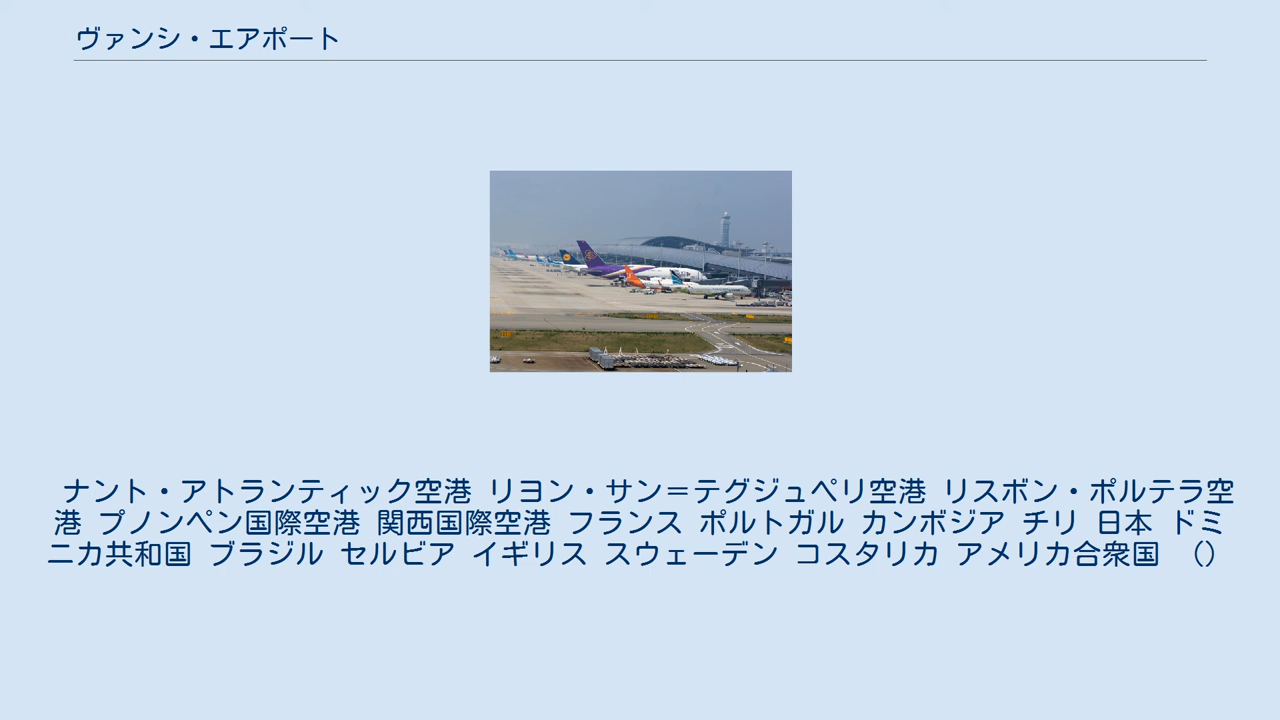 ヴァンシ・エアポート
ナント・アトランティック空港 リヨン・サン＝テグジュペリ空港 リスボン・ポルテラ空
港 プノンペン国際空港 関西国際空港 フランス ポルトガル カンボジア チリ 日本 ドミ
ニカ共和国 ブラジル セルビア イギリス スウェーデン コスタリカ アメリカ合衆国 （）